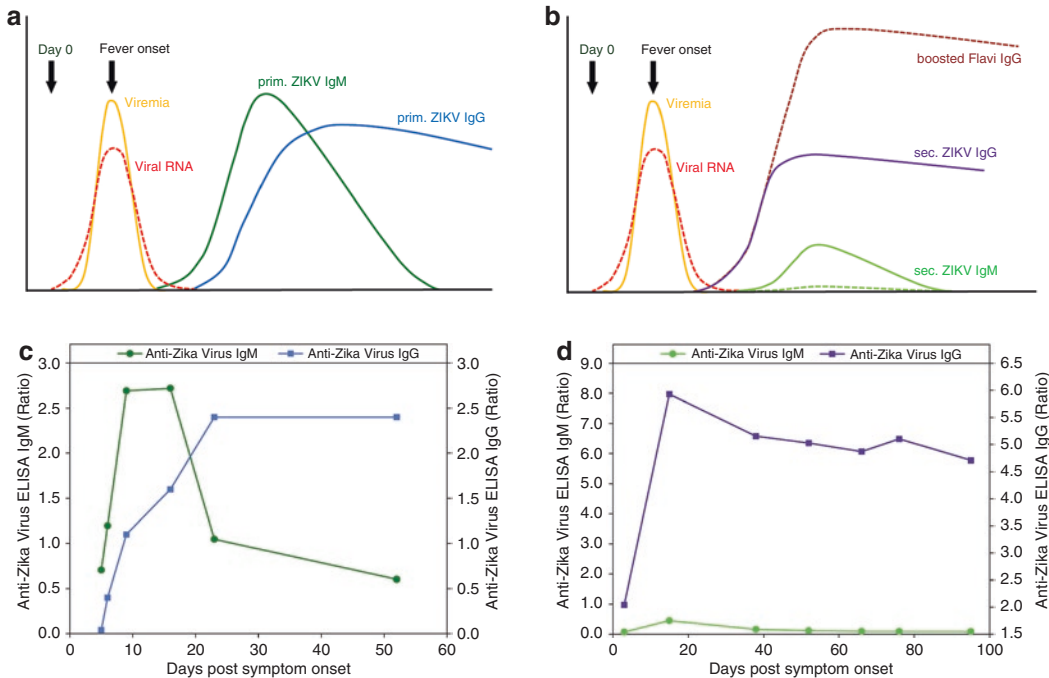 a
Day 0
Fever onset
Viremia
Viral RNA
prim. ZIKV IgM
prim. ZIKV IgG
b
Day 0
Fever onset
Viremia
Viral RNA
boosted Flavi IgG
sec. ZIKV IgG
sec. ZIKV IgM
c
Anti-Zika Virus IgM
Anti-Zika Virus IgG
Anti-Zika Virus ELISA IgM (Ratio)
3.0
2.5
2.0
1.5
1.0
0.5
0.0
3.0
2.5
2.0
1.5
1.0
0.5
0.0
Anti-Zika Virus ELISA IgG (Ratio)
0 10 20 30 40 50 60
Days post symptom onset
d
Anti-Zika Virus IgM
Anti-Zika Virus IgG
Anti-Zika Virus ELISA IgM (Ratio)
9.0
8.0
7.0
6.0
5.0
4.0
3.0
2.0
1.0
0.0
6.5
6.0
5.5
5.0
4.5
4.0
3.5
3.0
2.5
2.0
1.5
Anti-Zika Virus ELISA IgG (Ratio)
0 20 40 60 80 100
Days post symptom onset